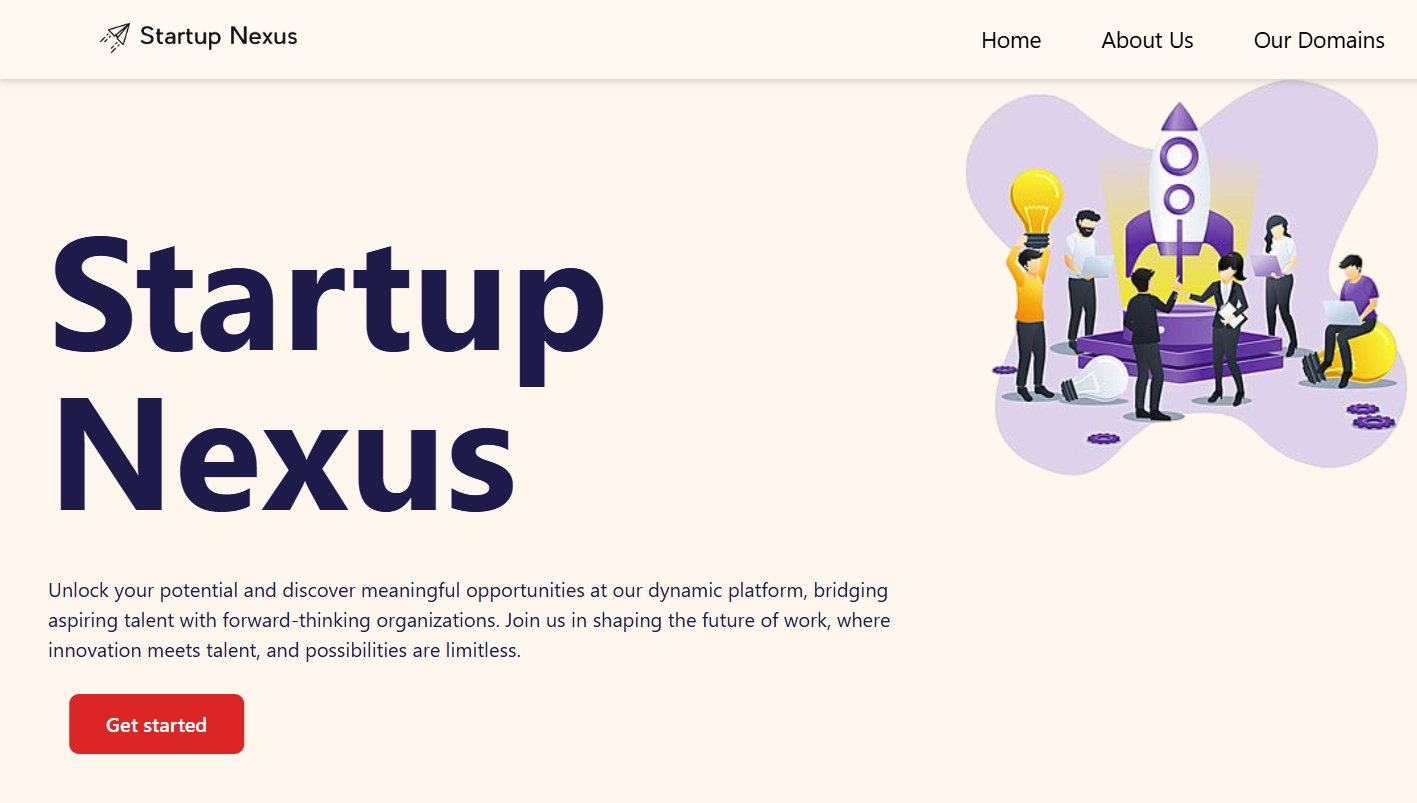 Startup Nexus
Home About Us Our Domains
Startup
Nexus
Unlock your potential and discover meaningful opportunities at our dynamic platform, bridging
aspiring talent with forward-thinking organizations. Join us in shaping the future of work, where
innovation meets talent, and possibilities are limitless.
Get started